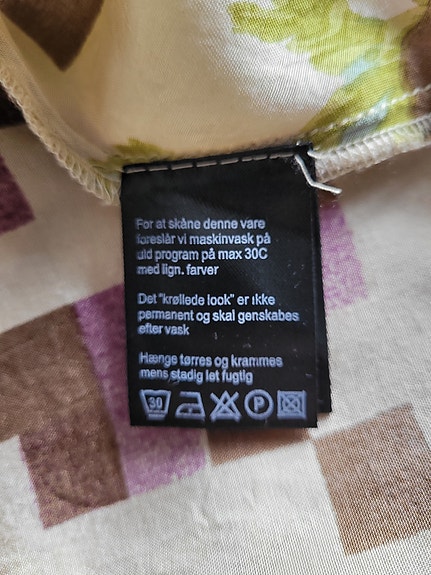 For at skåne denne vare
foreslår vi maskinvask på
uld program på max 30C
med lign. farver
Det "krøllede look" er ikke
permanent og skal genskabes
efter vask
Hænge tørres og krammes
mens stadig let fugtig
30 P